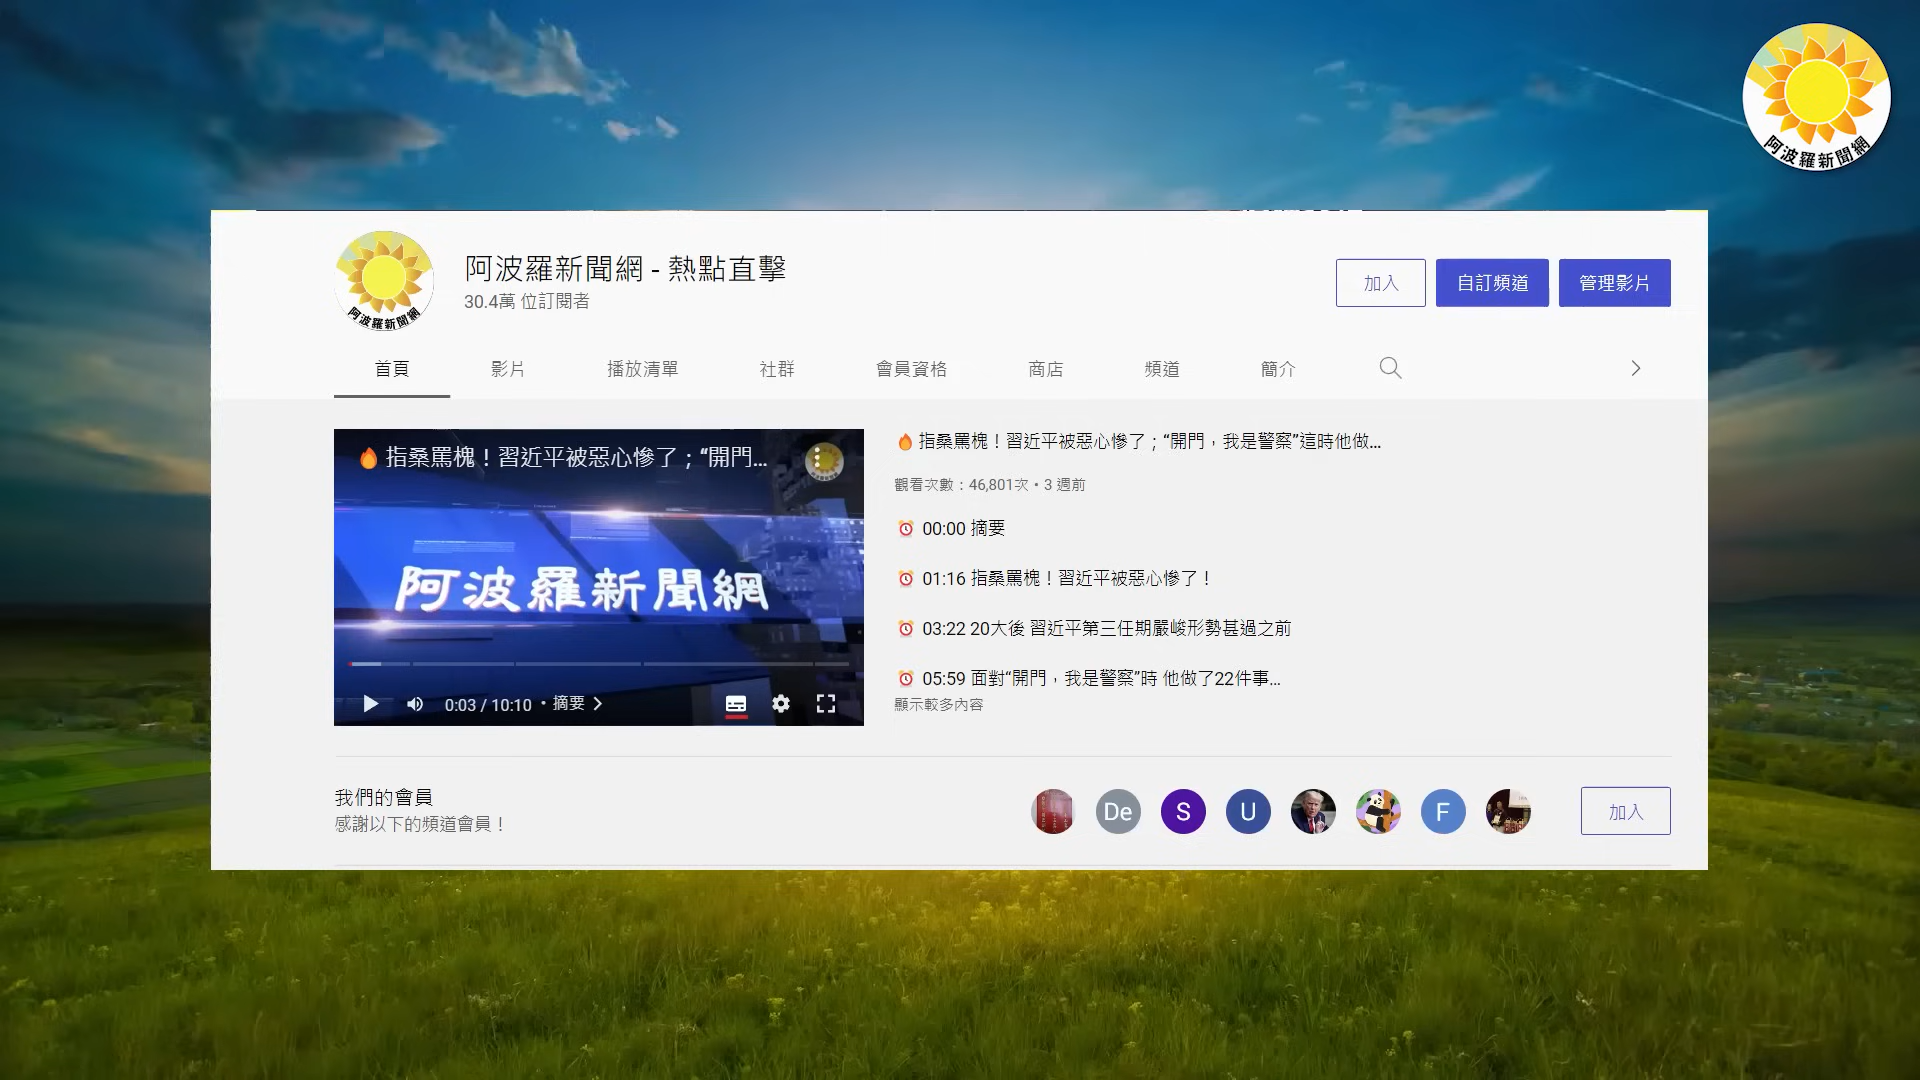 阿波羅新聞網
阿波羅新聞網
阿波羅新聞網 - 熱點直擊
30.4萬 位訂閱者
加入
自訂頻道
管理影片
首頁
影片
播放清單
社群
會員資格
商店
頻道
簡介
🔥 指桑罵槐！習近平被惡心慘了；“開門...
阿波羅新聞網
0:03 / 10:10 • 摘要
🔥 指桑罵槐！習近平被惡心慘了；“開門，我是警察”這時他做...
觀看次數：46,801次 • 3 週前
⏰ 00:00 摘要
⏰ 01:16 指桑罵槐！習近平被惡心慘了！
⏰ 03:22 20大後 習近平第三任期嚴峻形勢甚過之前
⏰ 05:59 面對“開門，我是警察”時 他做了22件事...
顯示較多內容
我們的會員
感謝以下的頻道會員！
De
S
U
F
加入